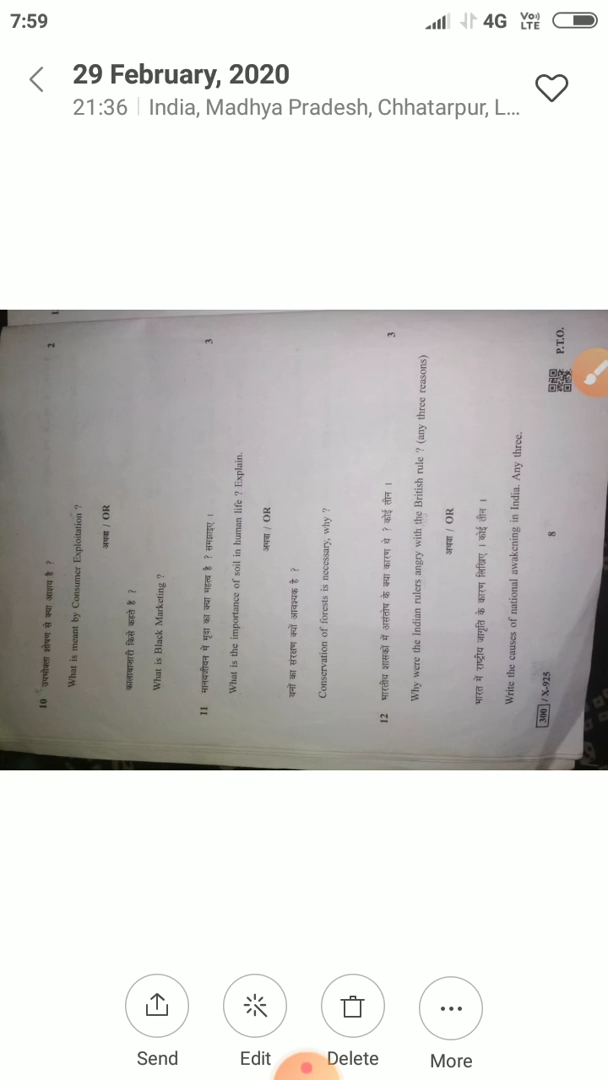 7:59
4G
Vo)) LTE
29 February, 2020
21:36 | India, Madhya Pradesh, Chhatarpur, L...
10 उपभोक्ता शोषण से क्या आशय है ? 2
What is meant by Consumer Exploitation ?
अथवा / OR
कालाबाजारी किसे कहते है ?
What is Black Marketing ?
11 मानवजीवन में मृदा का क्या महत्व है ? समझाइए । 3
What is the importance of soil in human life ? Explain.
अथवा / OR
वनों का संरक्षण क्यों आवश्यक है ?
Conservation of forests is necessary, why ?
12 भारतीय शासकों में असंतोष के क्या कारण थे ? कोई तीन । 3
Why were the Indian rulers angry with the British rule ? (any three reasons)
अथवा / OR
भारत में राष्ट्रीय जागृति के कारण लिखिए । कोई तीन ।
Write the causes of national awakening in India. Any three.
300 / X-925 8 P.T.O.
Send Edit Delete More